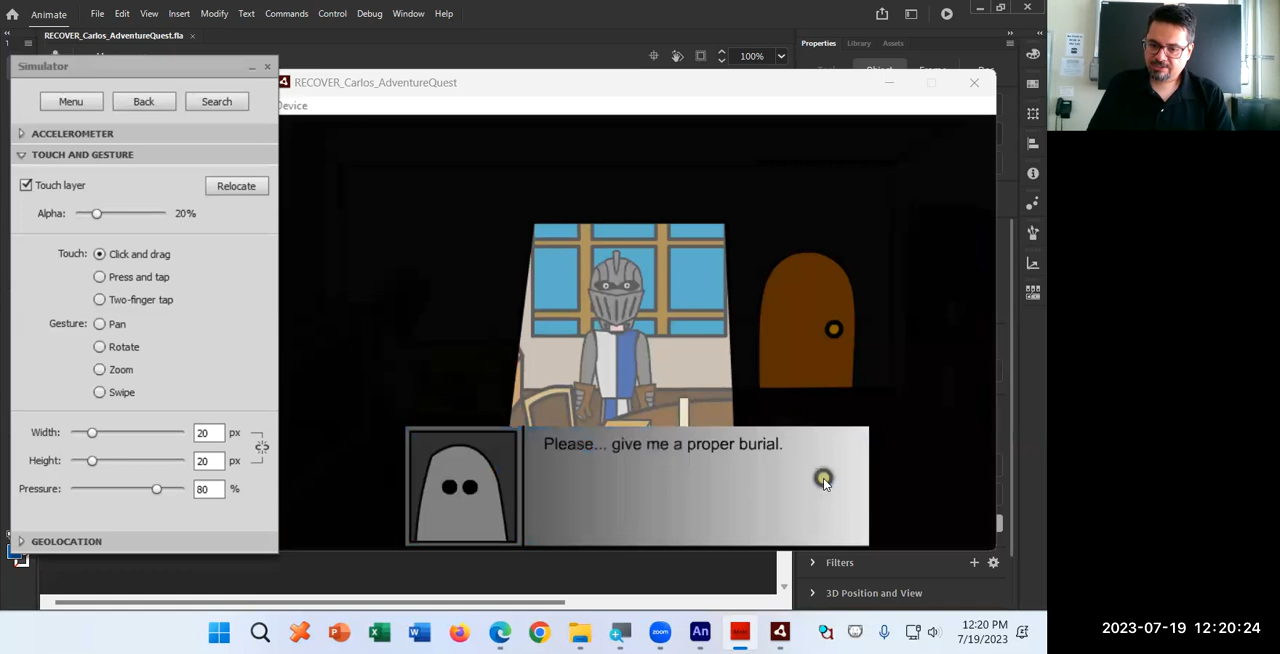 Animate
File Edit View Insert Modify Text Commands Control Debug Window Help
RECOVER_Carlos_AdventureQuest.fla
100%
Properties Library Assets
Simulator
RECOVER_Carlos_AdventureQuest
Device
Menu Back Search
ACCELEROMETER
TOUCH AND GESTURE
Touch layer Relocate
Alpha: 20%
Touch: Click and drag
Press and tap
Two-finger tap
Gesture: Pan
Rotate
Zoom
Swipe
Width: 20 px
Height: 20 px
Pressure: 80 %
GEOLOCATION
Please... give me a proper burial.
Filters
3D Position and View
12:20 PM
7/19/2023
2023-07-19 12:20:24